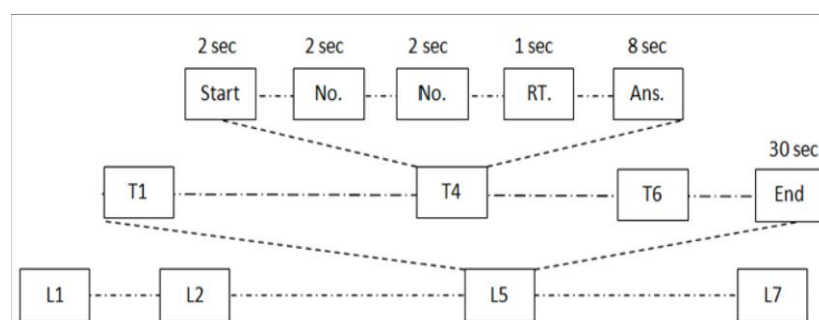 2 sec 2 sec 2 sec 1 sec 8 sec
Start No. No. RT. Ans.
30 sec
T1 T4 T6 End
L1 L2 L5 L7